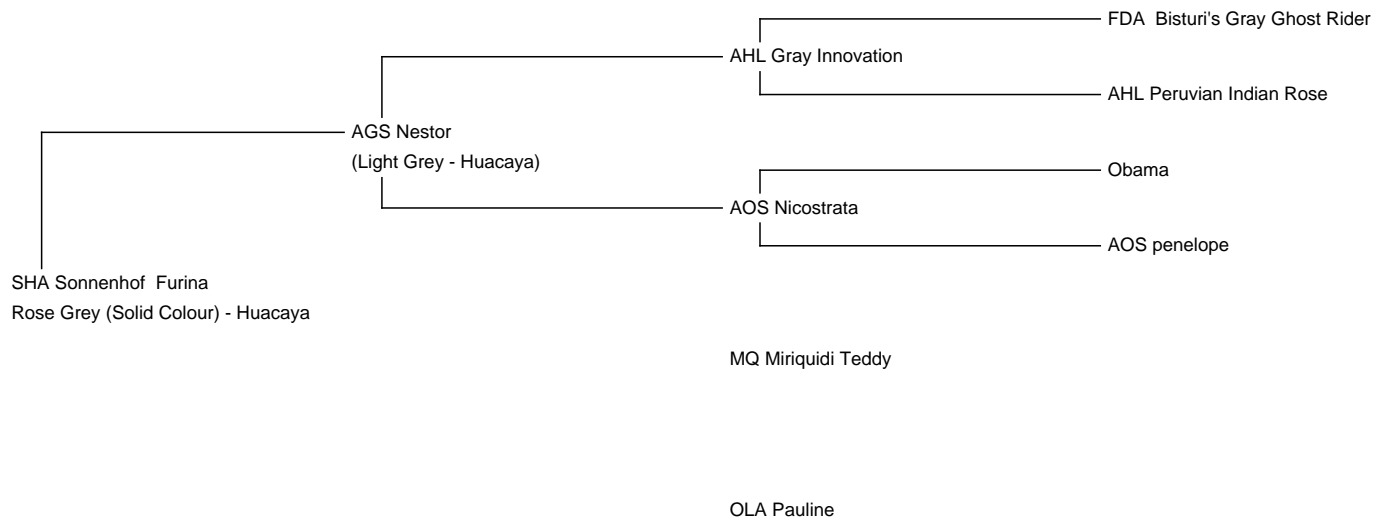 FDA  Bisturi's Gray Ghost Rider
AHL Gray Innovation
AHL Peruvian Indian Rose
AGS Nestor
(Light Grey - Huacaya)
Obama
AOS Nicostrata
AOS penelope
SHA Sonnenhof  Furina
Rose Grey (Solid Colour) - Huacaya
MQ Miriquidi Teddy
OLA Pauline